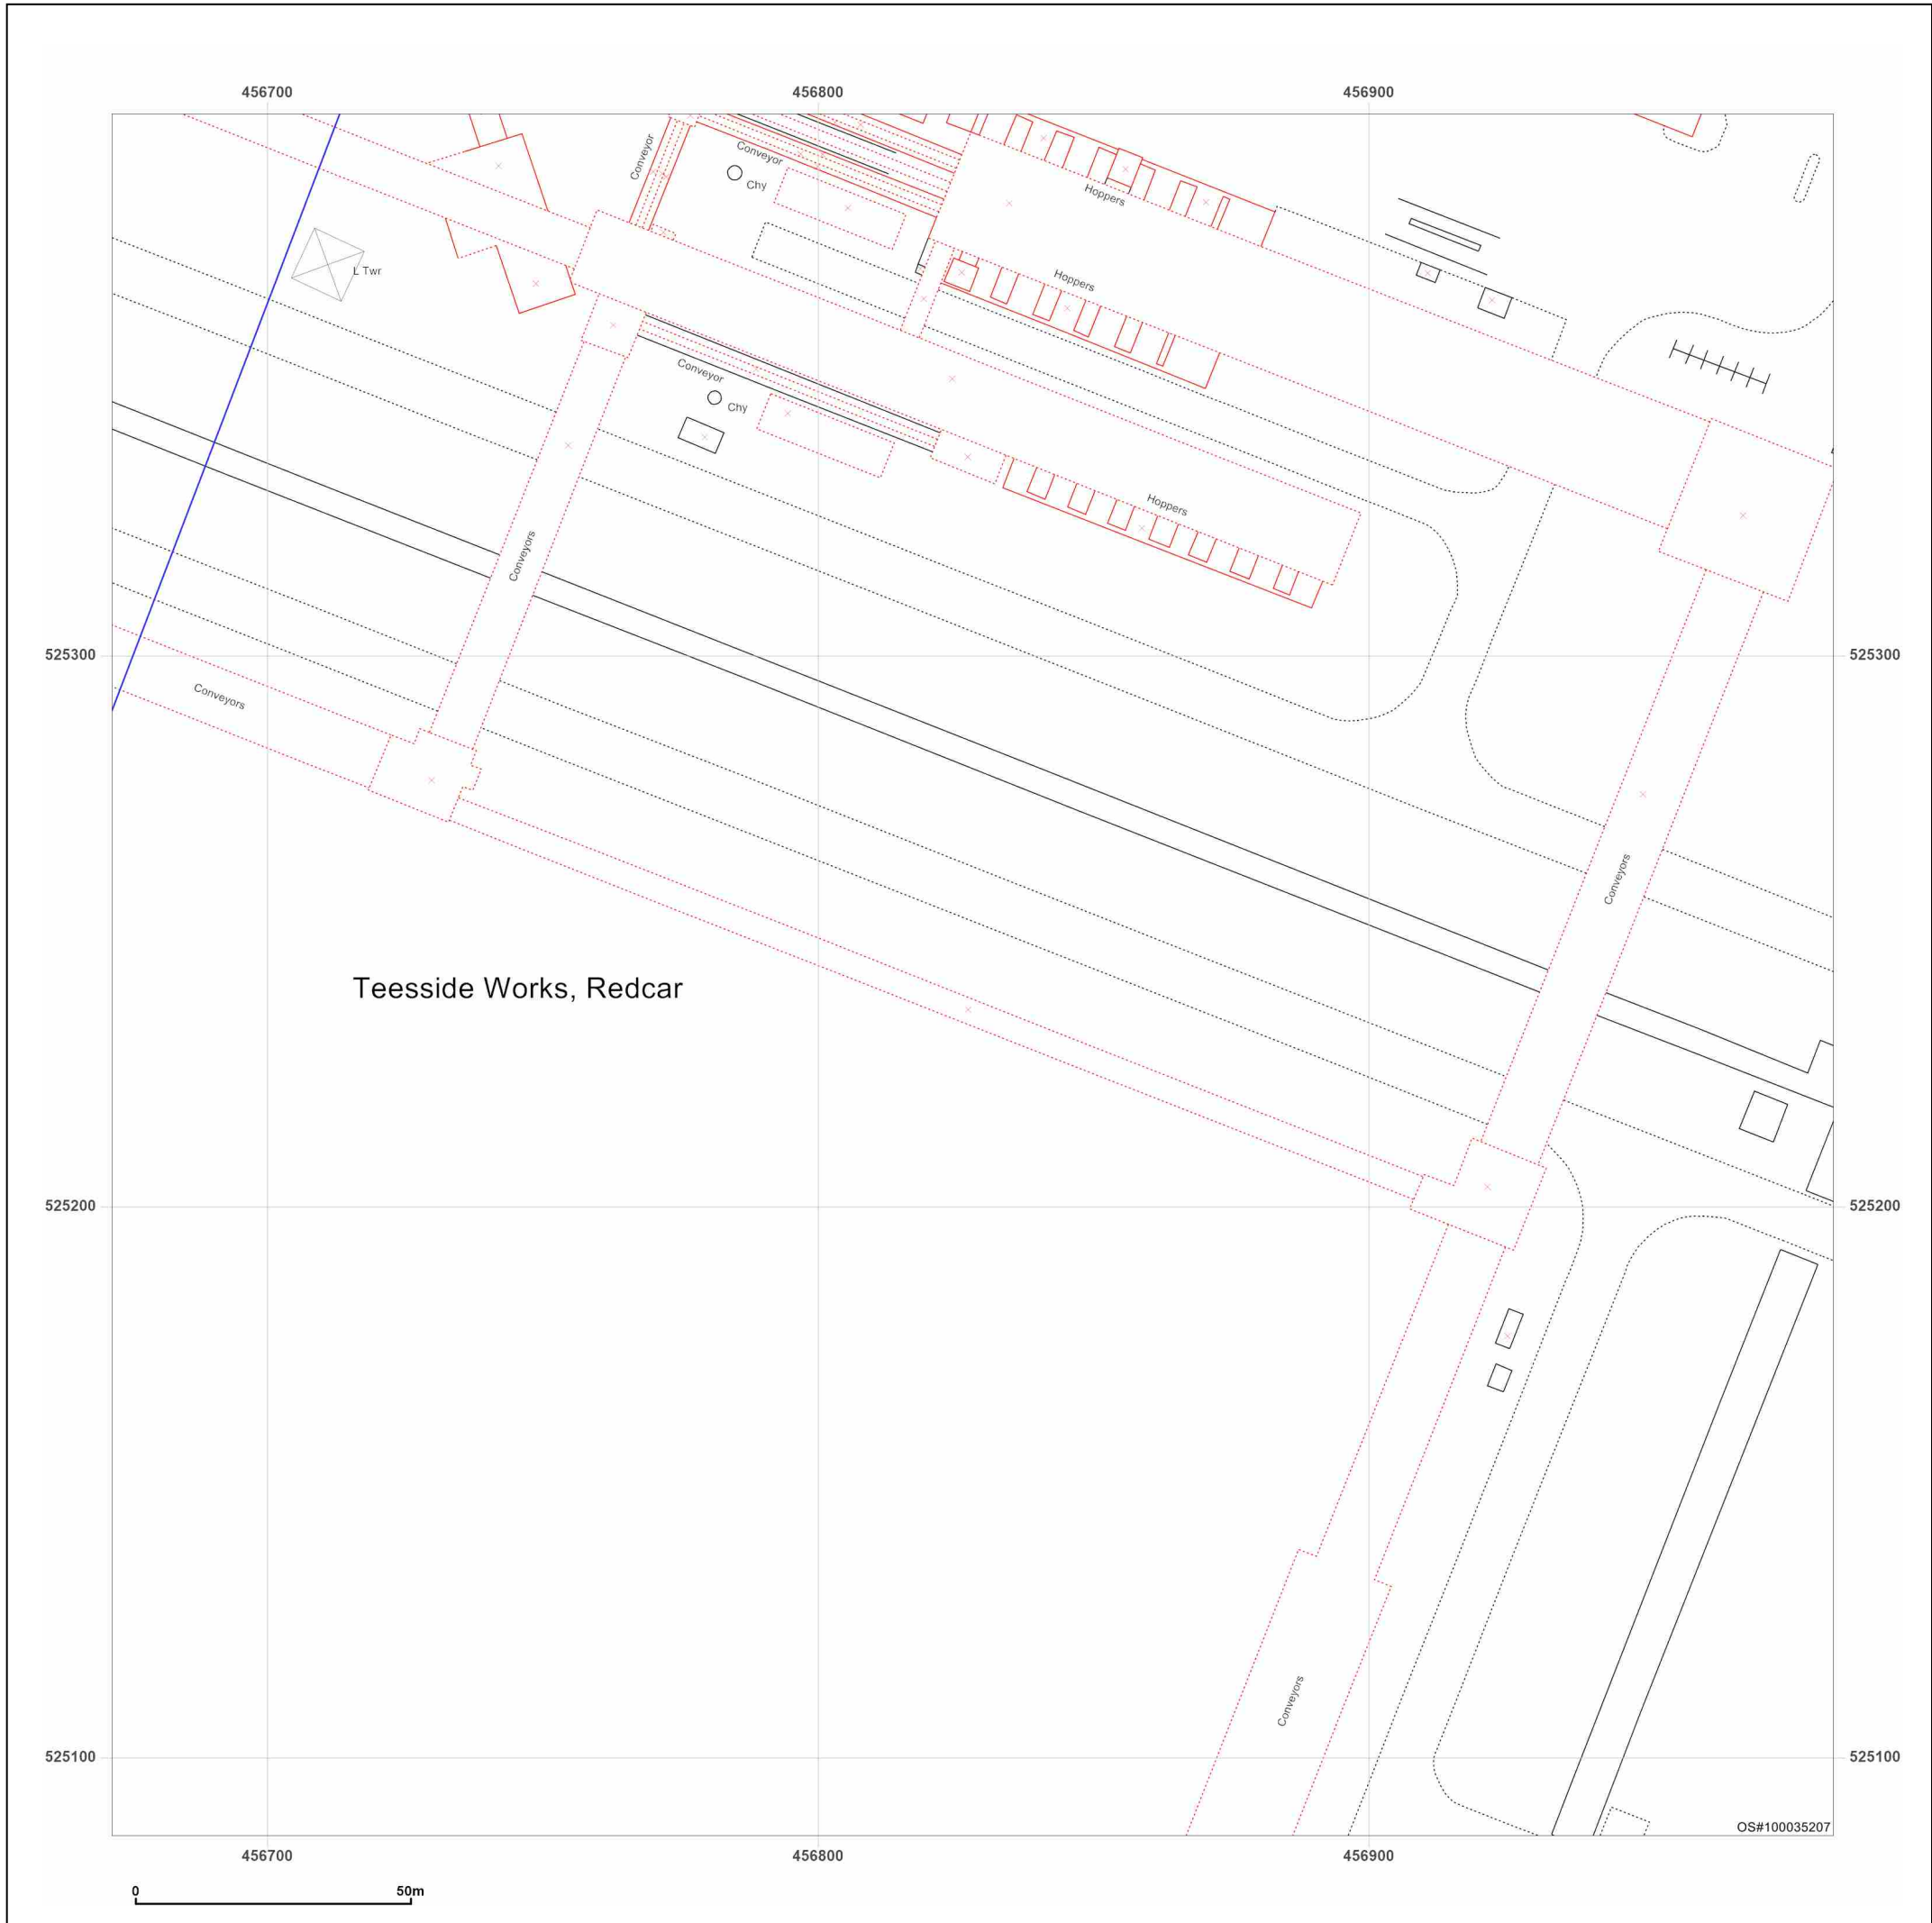 456700
456800
456900
Conveyor
Conveyor
Chy
Hoppers
L Twr
Hoppers
Conveyor
Chy
Hoppers
Conveyors
525300
525300
Conveyors
Conveyors
Teesside Works, Redcar
525200
525200
Conveyors
525100
525100
OS#100035207
456700
456800
456900
0
50m